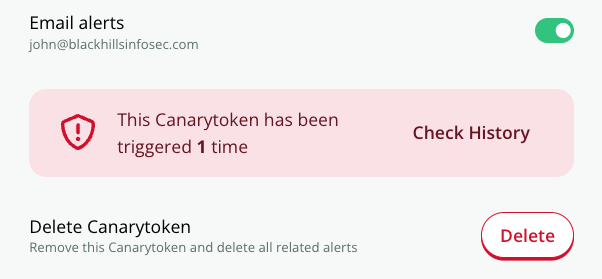 Email alerts
john@blackhillsinfosec.com
This Canarytoken has been
triggered 1 time
Check History
Delete Canarytoken
Remove this Canarytoken and delete all related alerts
Delete